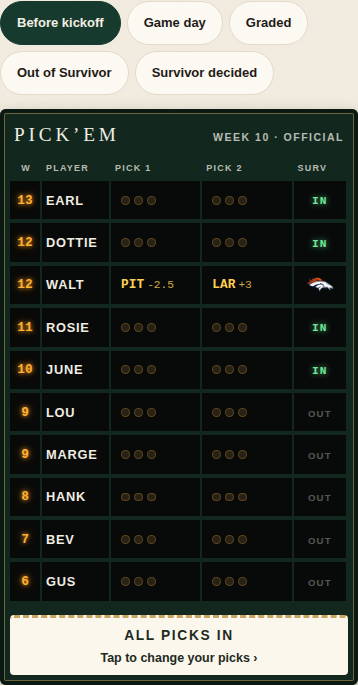 Before kickoff
Game day
Graded
Out of Survivor
Survivor decided
PICK’EM
WEEK 10 · OFFICIAL
W PLAYER PICK 1 PICK 2 SURV
13 EARL IN
12 DOTTIE IN
12 WALT PIT -2.5 LAR +3
11 ROSIE IN
10 JUNE IN
9 LOU OUT
9 MARGE OUT
8 HANK OUT
7 BEV OUT
6 GUS OUT
ALL PICKS IN
Tap to change your picks ›